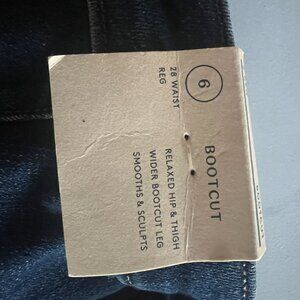 6
28 WAIST
REG
BOOTCUT
RELAXED HIP & THIGH
WIDER BOOTCUT LEG
SMOOTHS & SCULPTS